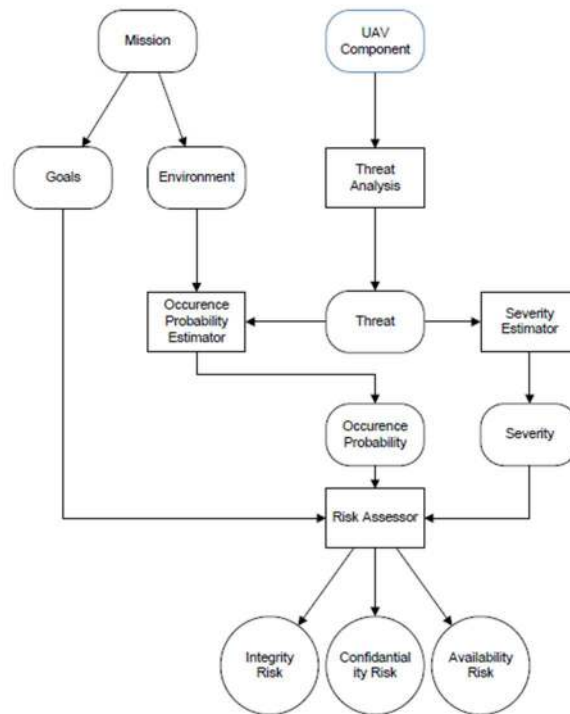 Mission
UAV
Component
Goals
Environment
Threat
Analysis
Occurence
Probability
Estimator
Threat
Severity
Estimator
Occurence
Probability
Severity
Risk Assessor
Integrity
Risk
Confidantial
ity Risk
Availability
Risk